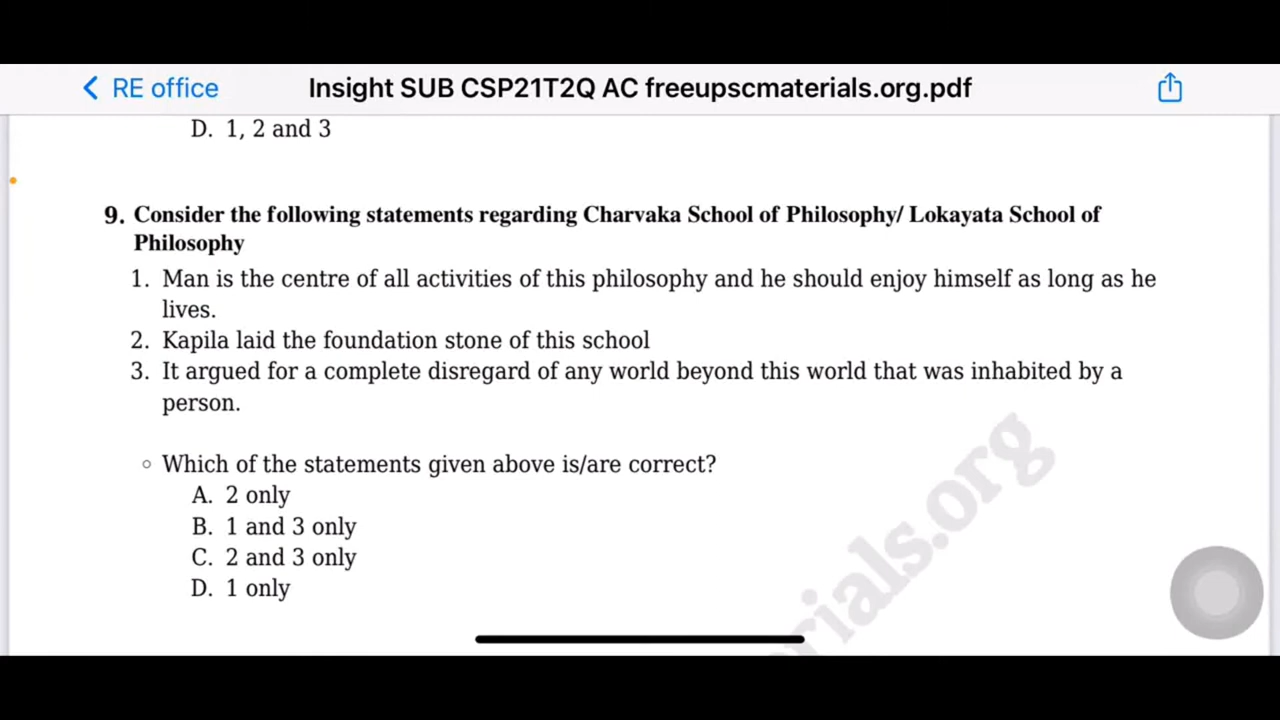 RE office
Insight SUB CSP21T2Q AC freeupscmaterials.org.pdf
D. 1, 2 and 3
9. Consider the following statements regarding Charvaka School of Philosophy/ Lokayata School of
Philosophy
1. Man is the centre of all activities of this philosophy and he should enjoy himself as long as he
lives.
2. Kapila laid the foundation stone of this school
3. It argued for a complete disregard of any world beyond this world that was inhabited by a
person.
Which of the statements given above is/are correct?
A. 2 only
B. 1 and 3 only
C. 2 and 3 only
D. 1 only
rials.org